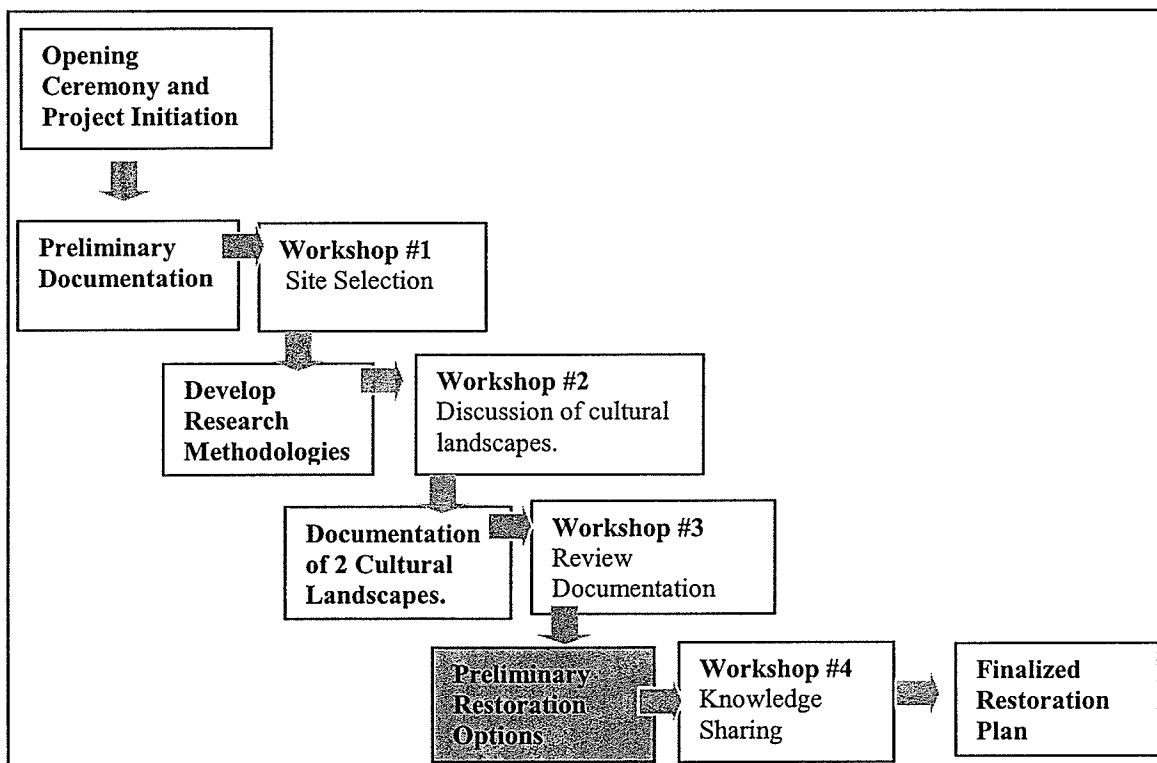 Opening
Ceremony and
Project Initiation
Preliminary
Documentation
Workshop #1
Site Selection
Develop
Research
Methodologies
Workshop #2
Discussion of cultural
landscapes.
Documentation
of 2 Cultural
Landscapes.
Workshop #3
Review
Documentation
Preliminary
Restoration
Options
Workshop #4
Knowledge
Sharing
Finalized
Restoration
Plan